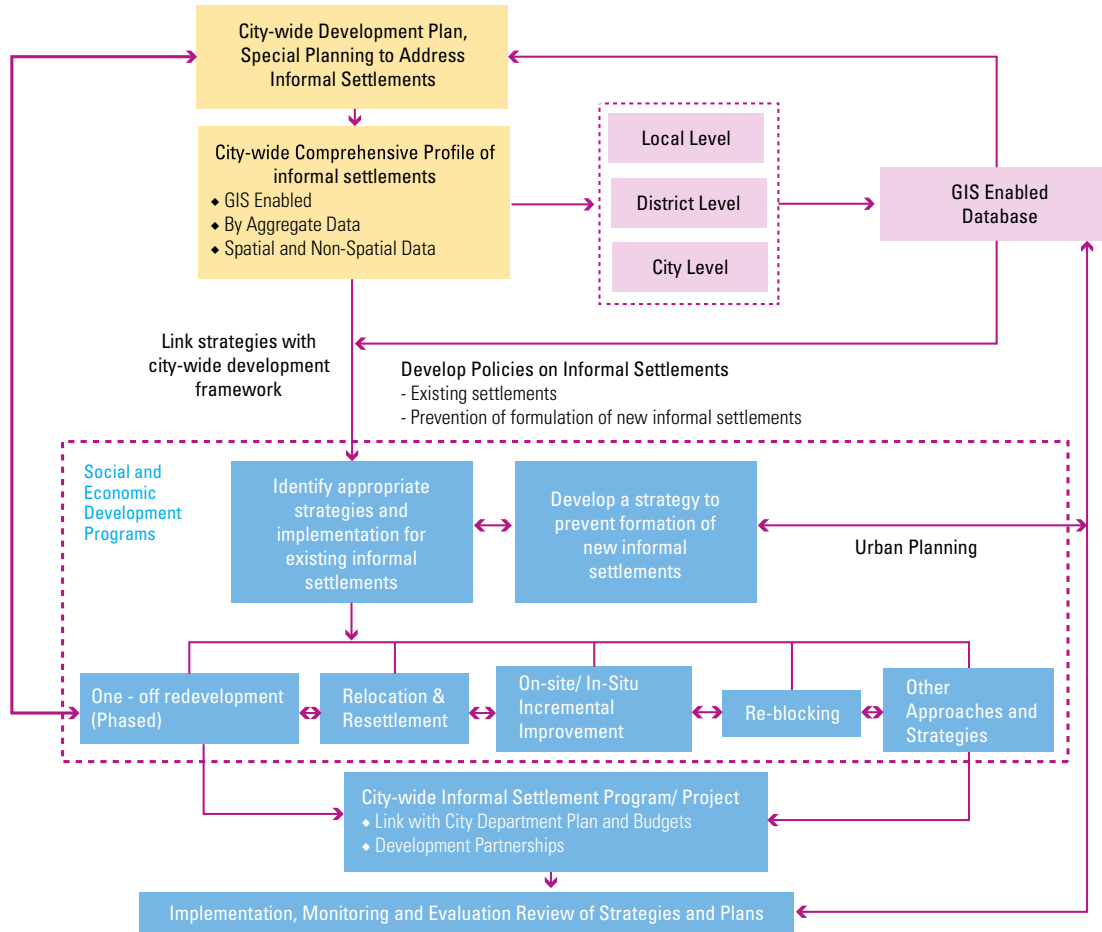 City-wide Development Plan,
Special Planning to Address
Informal Settlements
City-wide Comprehensive Profile of
informal settlements
◆ GIS Enabled
◆ By Aggregate Data
◆ Spatial and Non-Spatial Data
Local Level
District Level
City Level
GIS Enabled
Database
Link strategies with
city-wide development
framework
Develop Policies on Informal Settlements
- Existing settlements
- Prevention of formulation of new informal settlements
Social and
Economic
Development
Programs
Identify appropriate
strategies and
implementation for
existing informal
settlements
Develop a strategy to
prevent formation of
new informal
settlements
Urban Planning
One - off redevelopment
(Phased)
Relocation &
Resettlement
On-site/ In-Situ
Incremental
Improvement
Re-blocking
Other
Approaches and
Strategies
City-wide Informal Settlement Program/ Project
◆ Link with City Department Plan and Budgets
◆ Development Partnerships
Implementation, Monitoring and Evaluation Review of Strategies and Plans